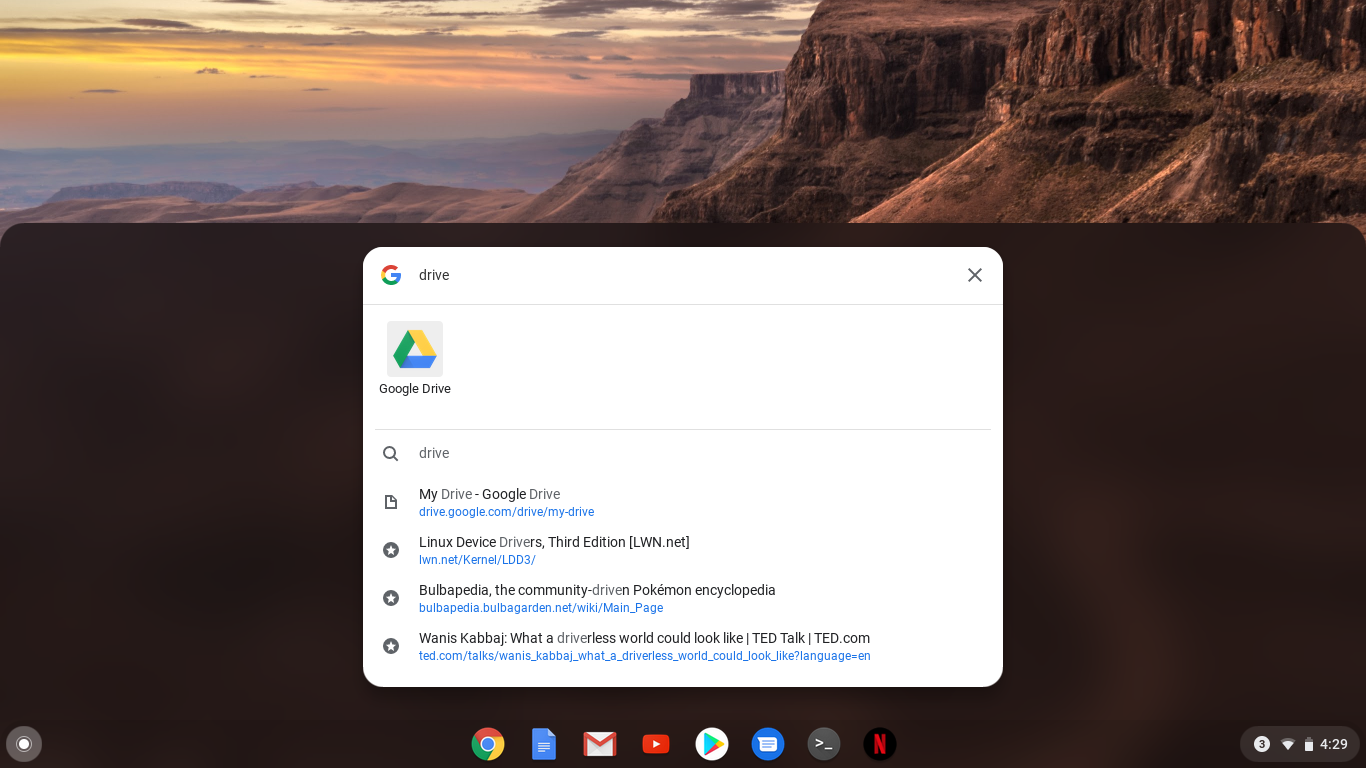 drive
Google Drive
drive
My Drive - Google Drive
drive.google.com/drive/my-drive
Linux Device Drivers, Third Edition [LWN.net]
lwn.net/Kernel/LDD3/
Bulbapedia, the community-driven Pokémon encyclopedia
bulbapedia.bulbagarden.net/wiki/Main_Page
Wanis Kabbaj: What a driverless world could look like | TED Talk | TED.com
ted.com/talks/wanis_kabbaj_what_a_driverless_world_could_look_like?language=en
>_ N 3 4:29